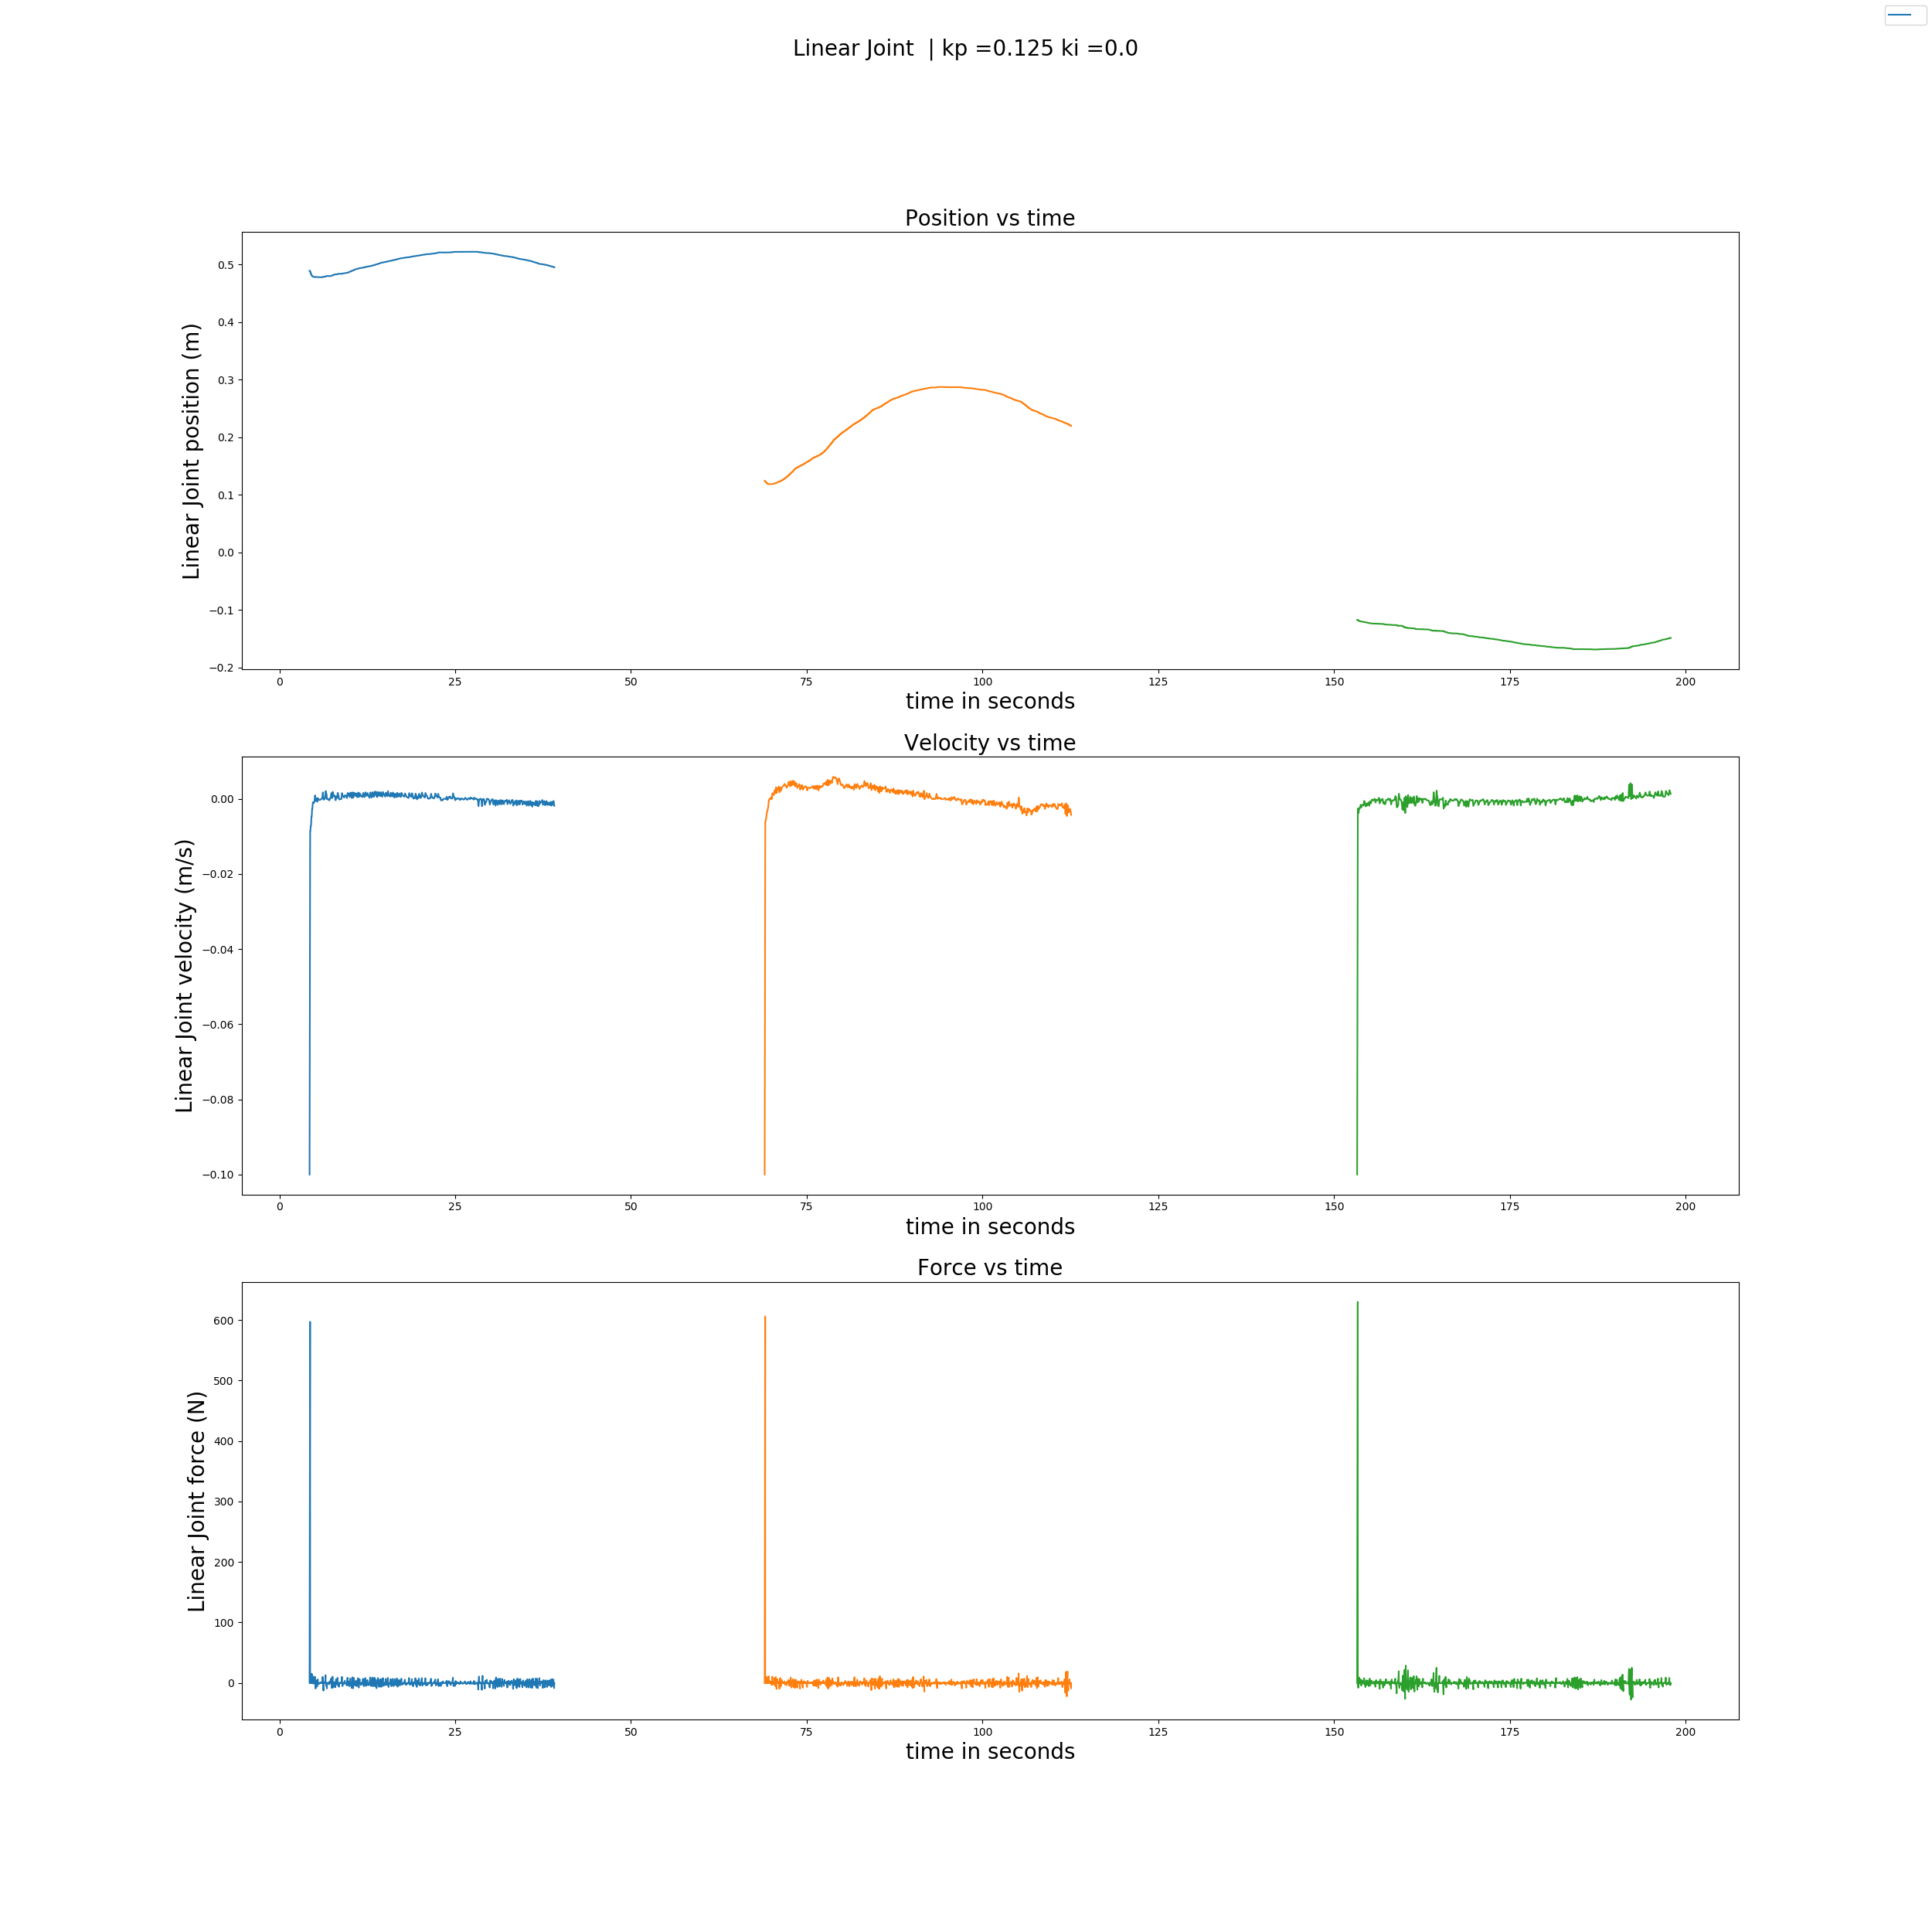 Linear Joint  | kp =0.125 ki =0.0
Position vs time
Linear Joint position (m)
0.5
0.4
0.3
0.2
0.1
0.0
−0.1
−0.2
0 25 50 75 100 125 150 175 200
time in seconds
Velocity vs time
Linear Joint velocity (m/s)
0.00
−0.02
−0.04
−0.06
−0.08
−0.10
0 25 50 75 100 125 150 175 200
time in seconds
Force vs time
Linear Joint force (N)
600
500
400
300
200
100
0
0 25 50 75 100 125 150 175 200
time in seconds